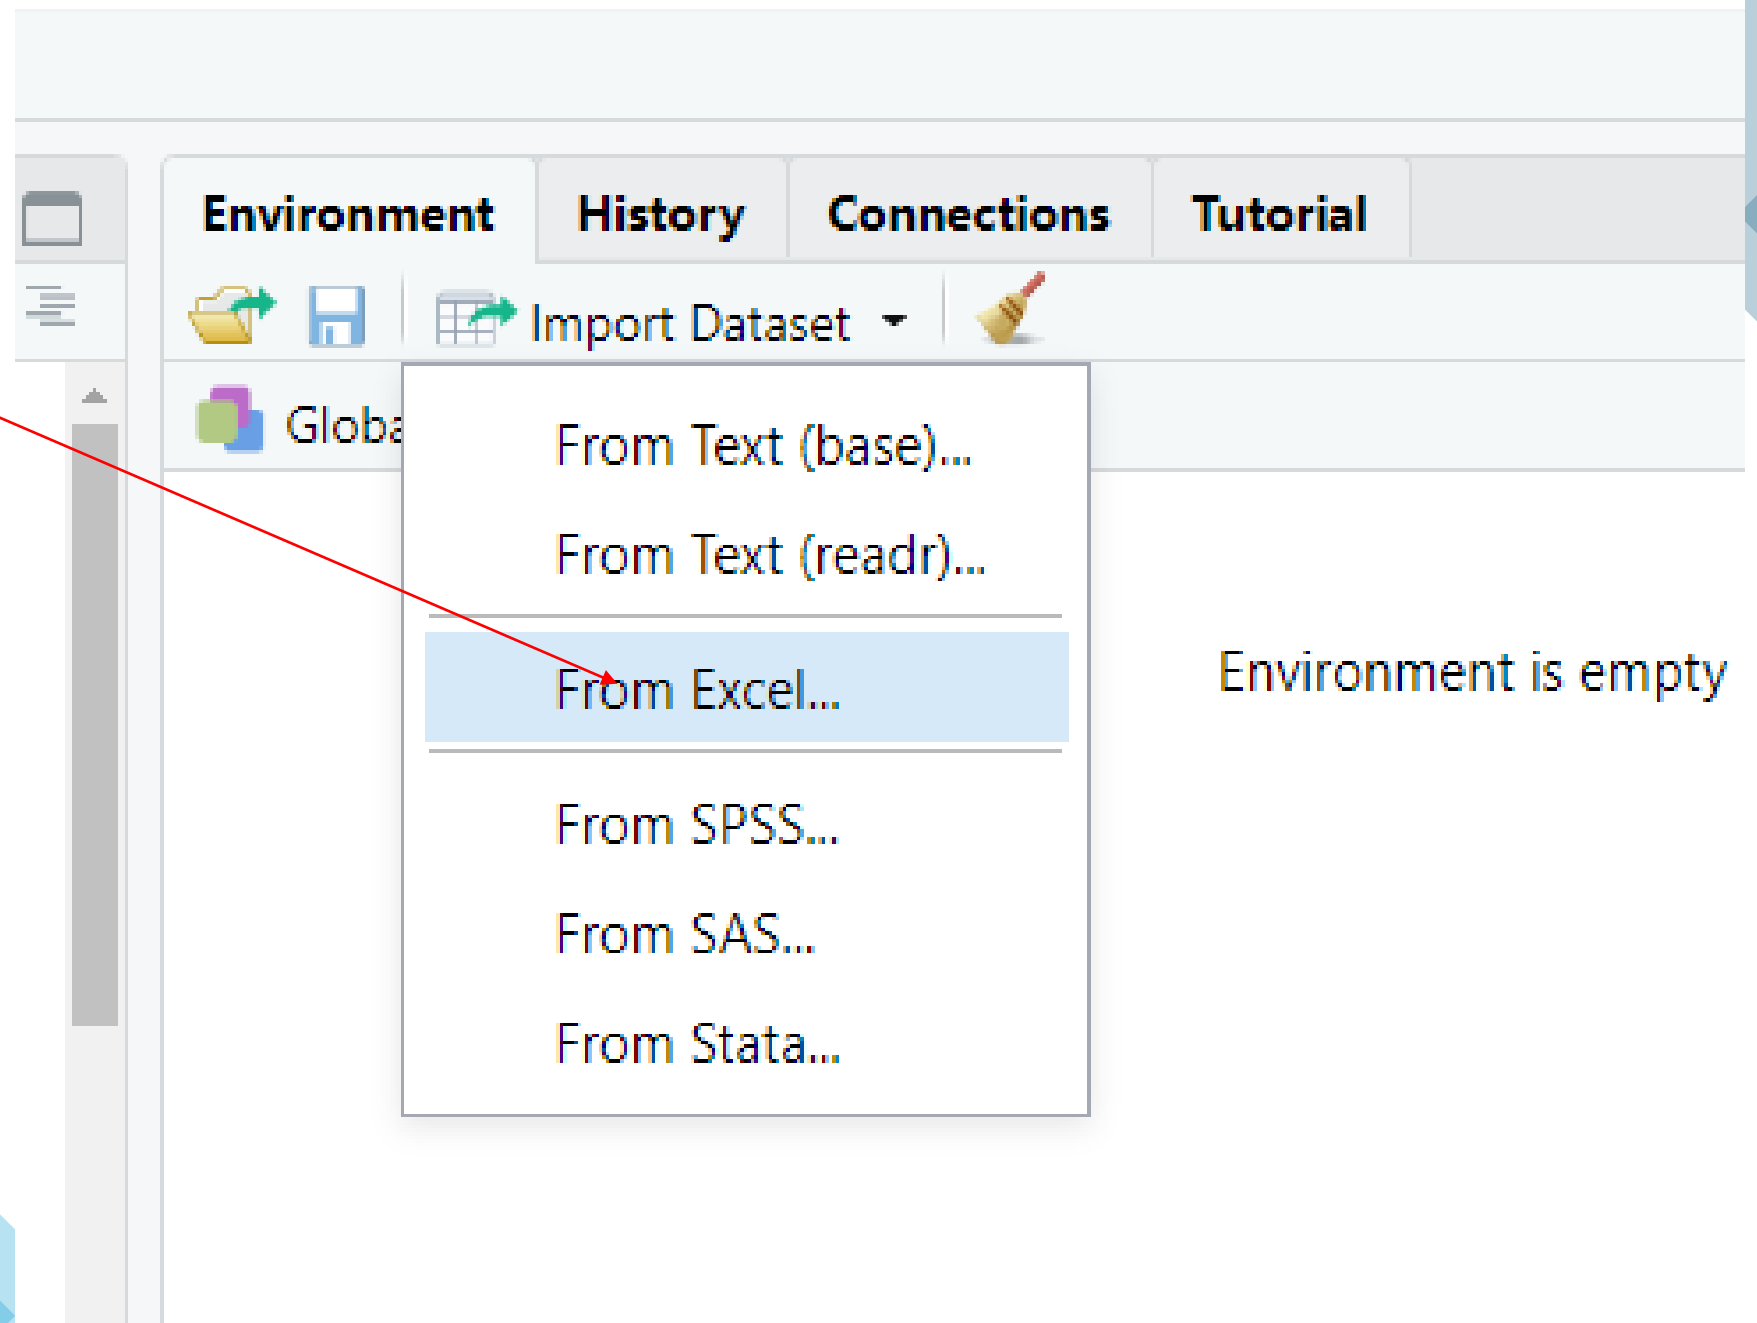 Environment History Connections Tutorial
Import Dataset
Globa
From Text (base)...
From Text (readr)...
From Excel...
Environment is empty
From SPSS...
From SAS...
From Stata...